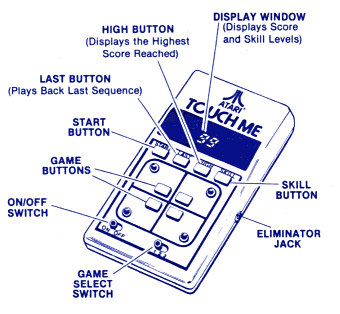 HIGH BUTTON
(Displays the Highest
Score Reached)
DISPLAY WINDOW
(Displays Score
and Skill Levels)
LAST BUTTON
(Plays Back Last Sequence)
START
BUTTON
GAME
BUTTONS
ON/OFF
SWITCH
GAME
SELECT
SWITCH
SKILL
BUTTON
ELIMINATOR
JACK
ATARI
TOUCH ME
START
LAST
HIGH
SKILL
ON OFF